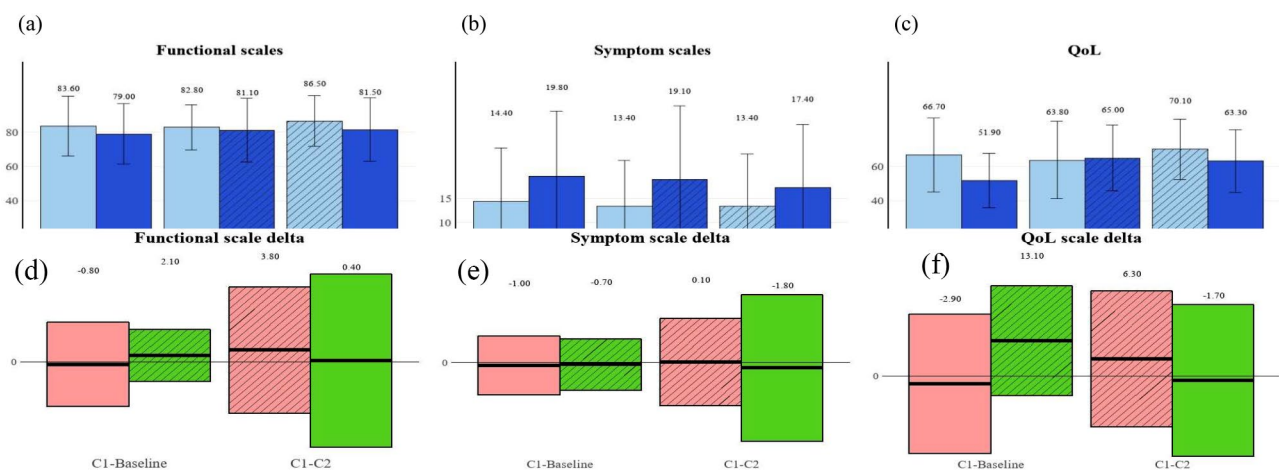 (a)
Functional scales
83.60
79.00
82.80
81.10
86.50
81.50
80
60
40
(b)
Symptom scales
14.40
19.80
13.40
19.10
13.40
17.40
15
10
(c)
QoL
66.70
51.90
63.80
65.00
70.10
63.30
60
40
(d)
Functional scale delta
-0.80
2.10
3.80
0.40
0
C1-Baseline
C1-C2
(e)
Symptom scale delta
-1.00
-0.70
0.10
-1.80
0
C1-Baseline
C1-C2
(f)
QoL scale delta
-2.90
13.10
6.30
-1.70
0
C1-Baseline
C1-C2